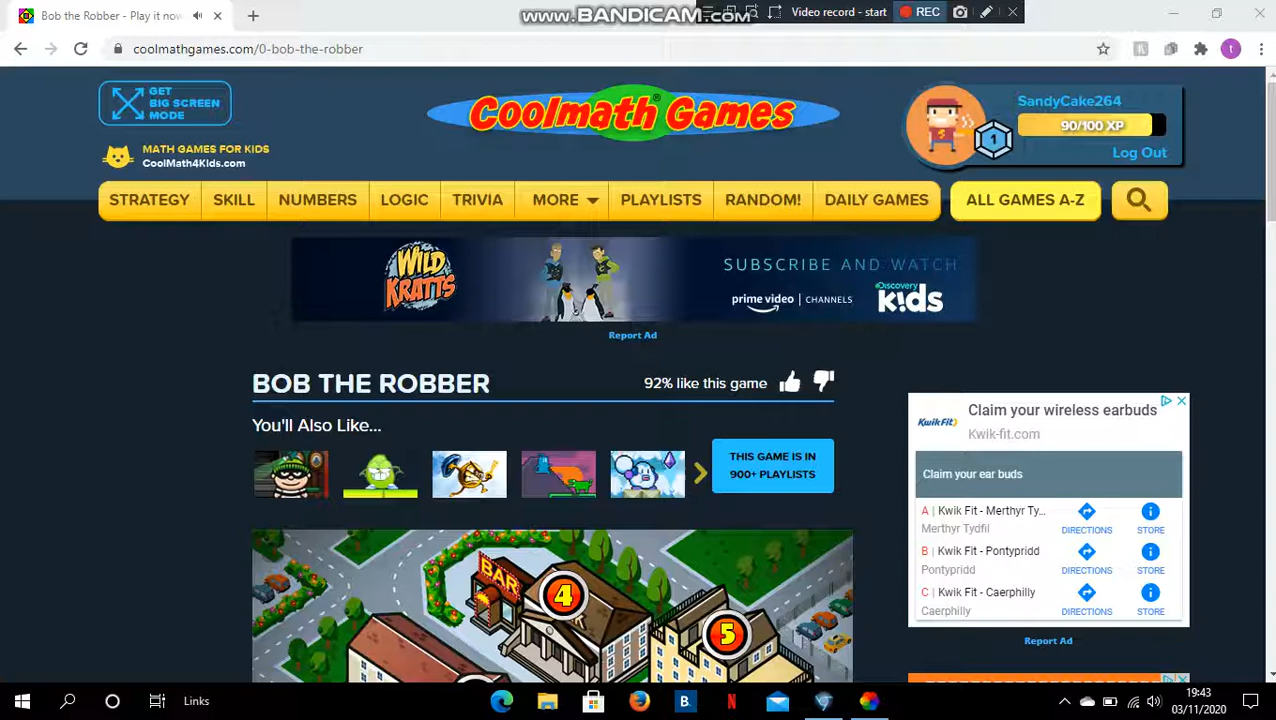 Bob the Robber - Play it now
www.BANDICAM.com
Video record - start
REC
coolmathgames.com/0-bob-the-robber
t
GET
BIG SCREEN
MODE
MATH GAMES FOR KIDS
CoolMath4Kids.com
Coolmath Games
SandyCake264
90/100 XP
1
Log Out
STRATEGY
SKILL
NUMBERS
LOGIC
TRIVIA
MORE
PLAYLISTS
RANDOM!
DAILY GAMES
ALL GAMES A-Z
WILD
KRATTS
SUBSCRIBE AND WATCH
prime video | CHANNELS
Discovery
kids
Report Ad
BOB THE ROBBER
92% like this game
You'll Also Like...
THIS GAME IS IN
900+ PLAYLISTS
BAR
4
5
KwikFit
Claim your wireless earbuds
Kwik-fit.com
Claim your ear buds
A | Kwik Fit - Merthyr Ty...
Merthyr Tydfil
DIRECTIONS
STORE
B | Kwik Fit - Pontypridd
Pontypridd
DIRECTIONS
STORE
C | Kwik Fit - Caerphilly
Caerphilly
DIRECTIONS
STORE
Report Ad
Links
B.
N
19:43
03/11/2020